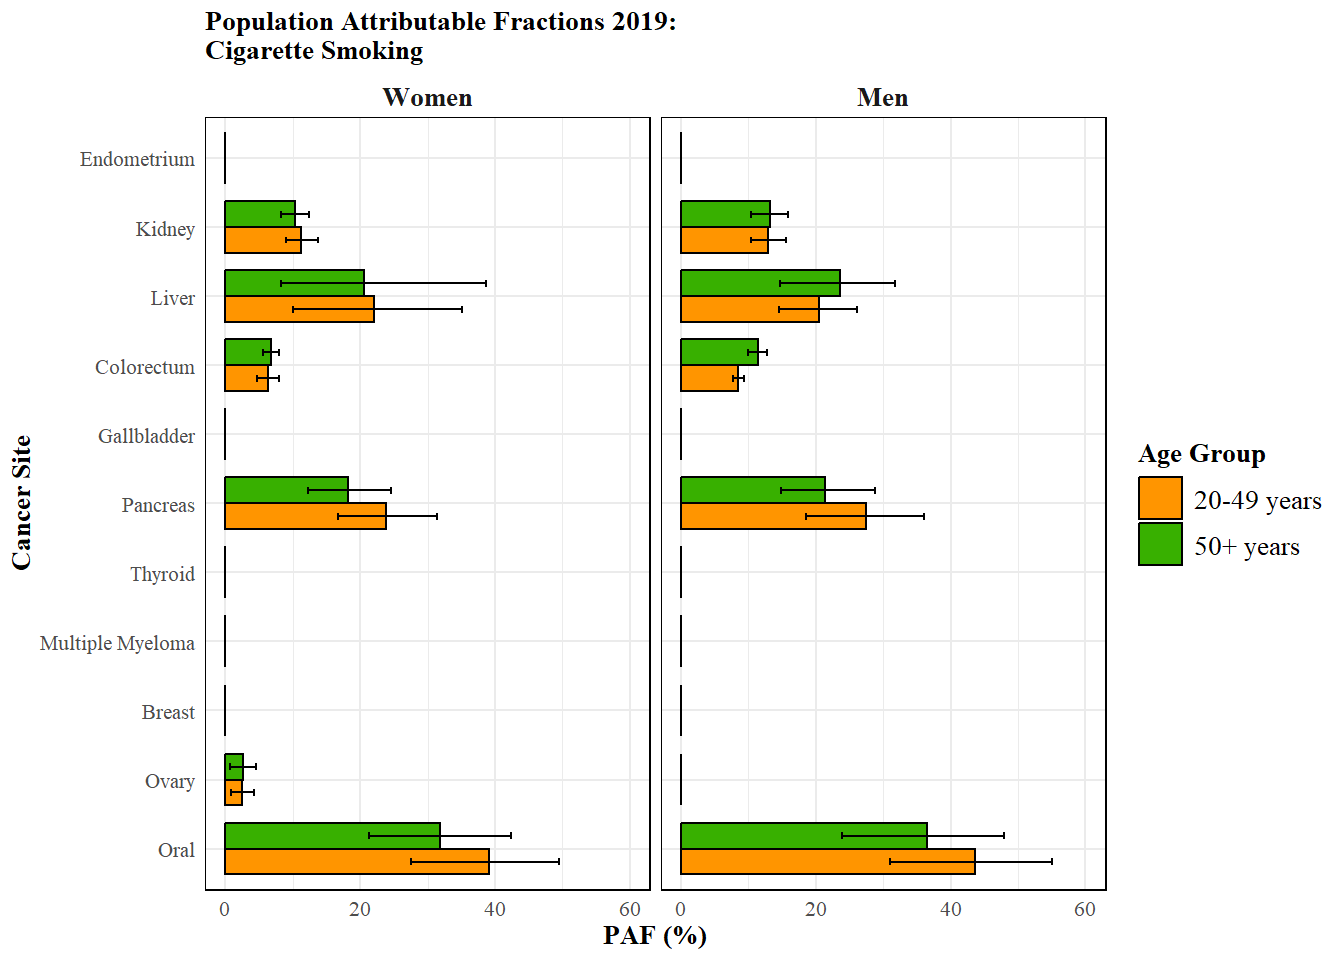 Population Attributable Fractions 2019:
Cigarette Smoking
Women
Men
Cancer Site
Endometrium
Kidney
Liver
Colorectum
Gallbladder
Pancreas
Thyroid
Multiple Myeloma
Breast
Ovary
Oral
0 20 40 60
0 20 40 60
PAF (%)
Age Group
20-49 years
50+ years